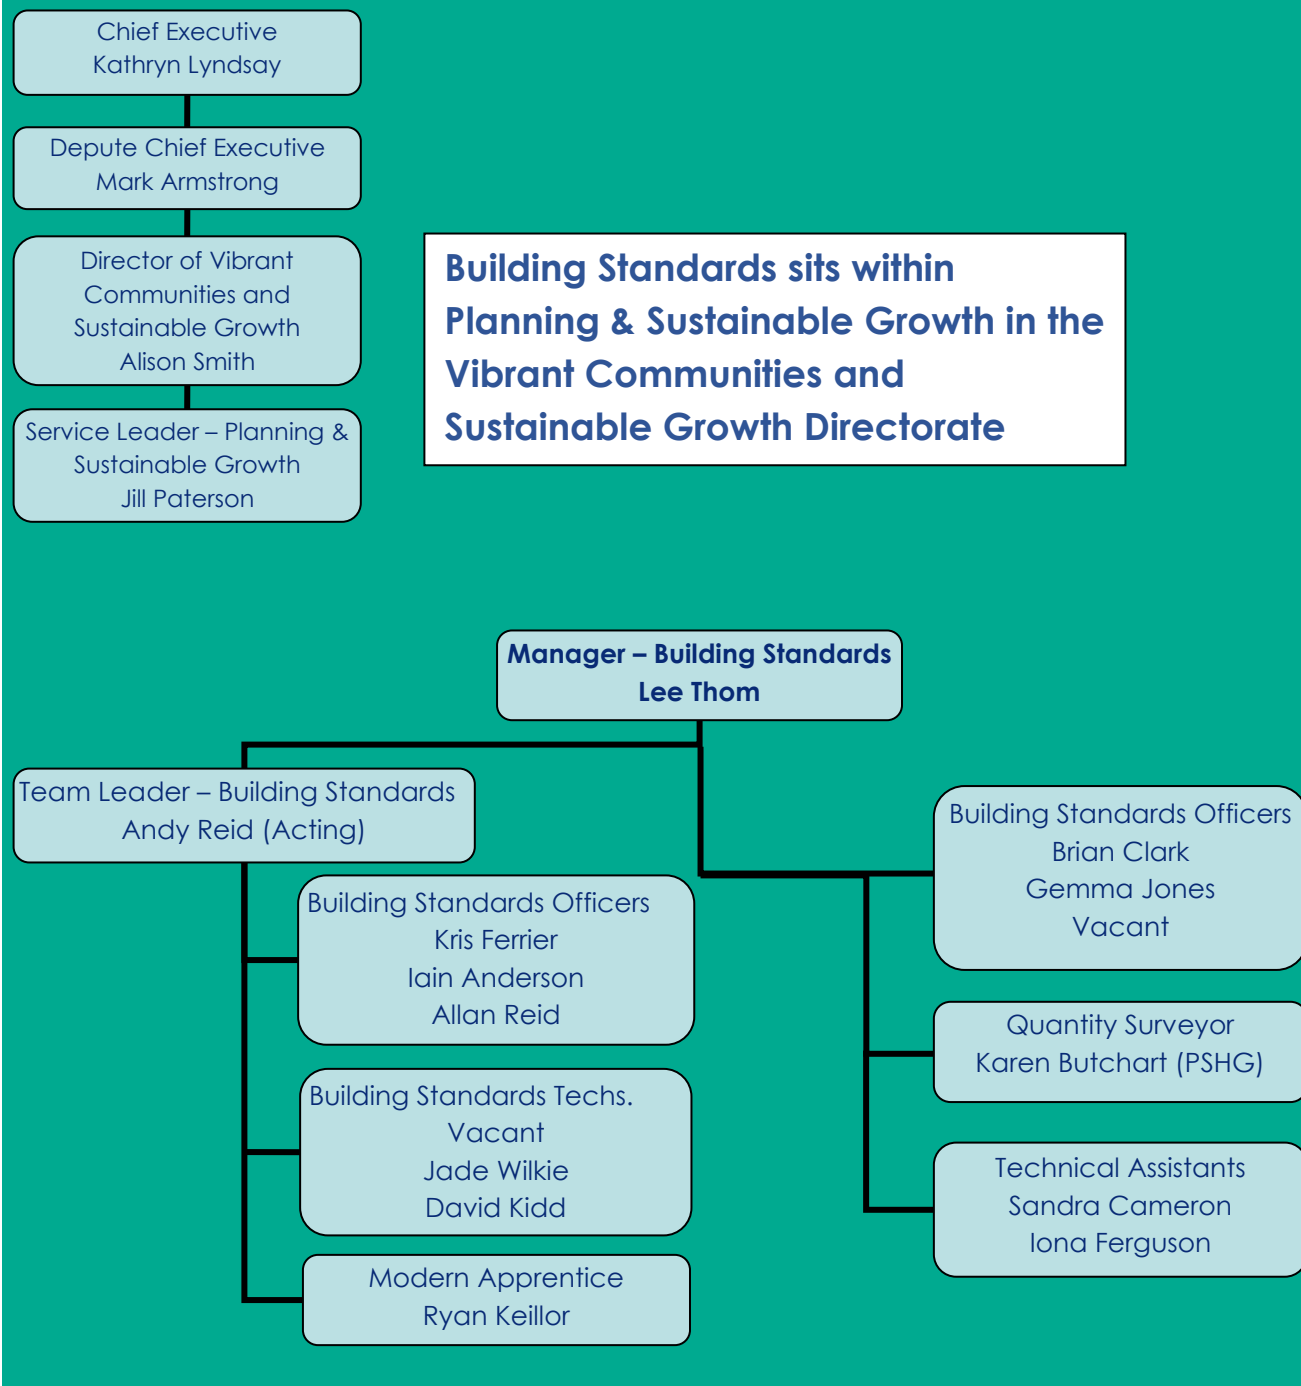 Chief Executive
Kathryn Lyndsay
Depute Chief Executive
Mark Armstrong
Director of Vibrant
Communities and
Sustainable Growth
Alison Smith
Service Leader – Planning &
Sustainable Growth
Jill Paterson
Building Standards sits within
Planning & Sustainable Growth in the
Vibrant Communities and
Sustainable Growth Directorate
Manager – Building Standards
Lee Thom
Team Leader – Building Standards
Andy Reid (Acting)
Building Standards Officers
Kris Ferrier
Iain Anderson
Allan Reid
Building Standards Techs.
Vacant
Jade Wilkie
David Kidd
Modern Apprentice
Ryan Keillor
Building Standards Officers
Brian Clark
Gemma Jones
Vacant
Quantity Surveyor
Karen Butchart (PSHG)
Technical Assistants
Sandra Cameron
Iona Ferguson